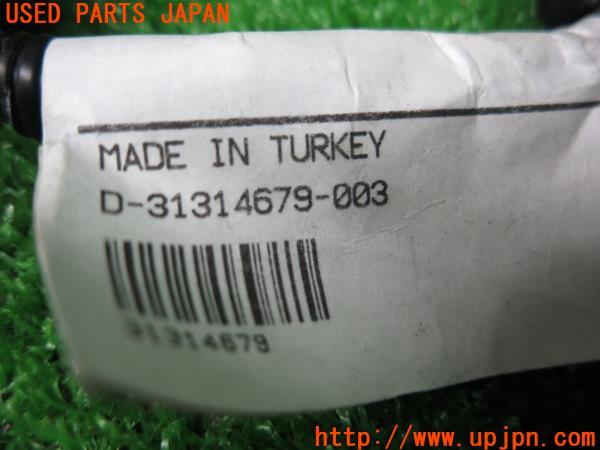 USED PARTS JAPAN
MADE IN TURKEY
D-31314679-003
31314679
http://www.upjpn.com